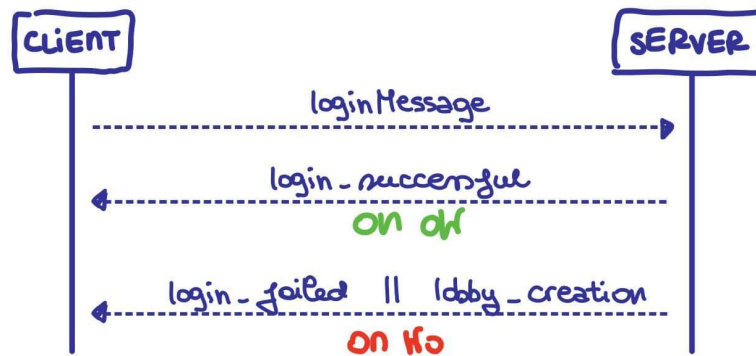 CLiENT SERVER
loginMessage
login_successful
on ok
login_failed || lobby_creation
on ko